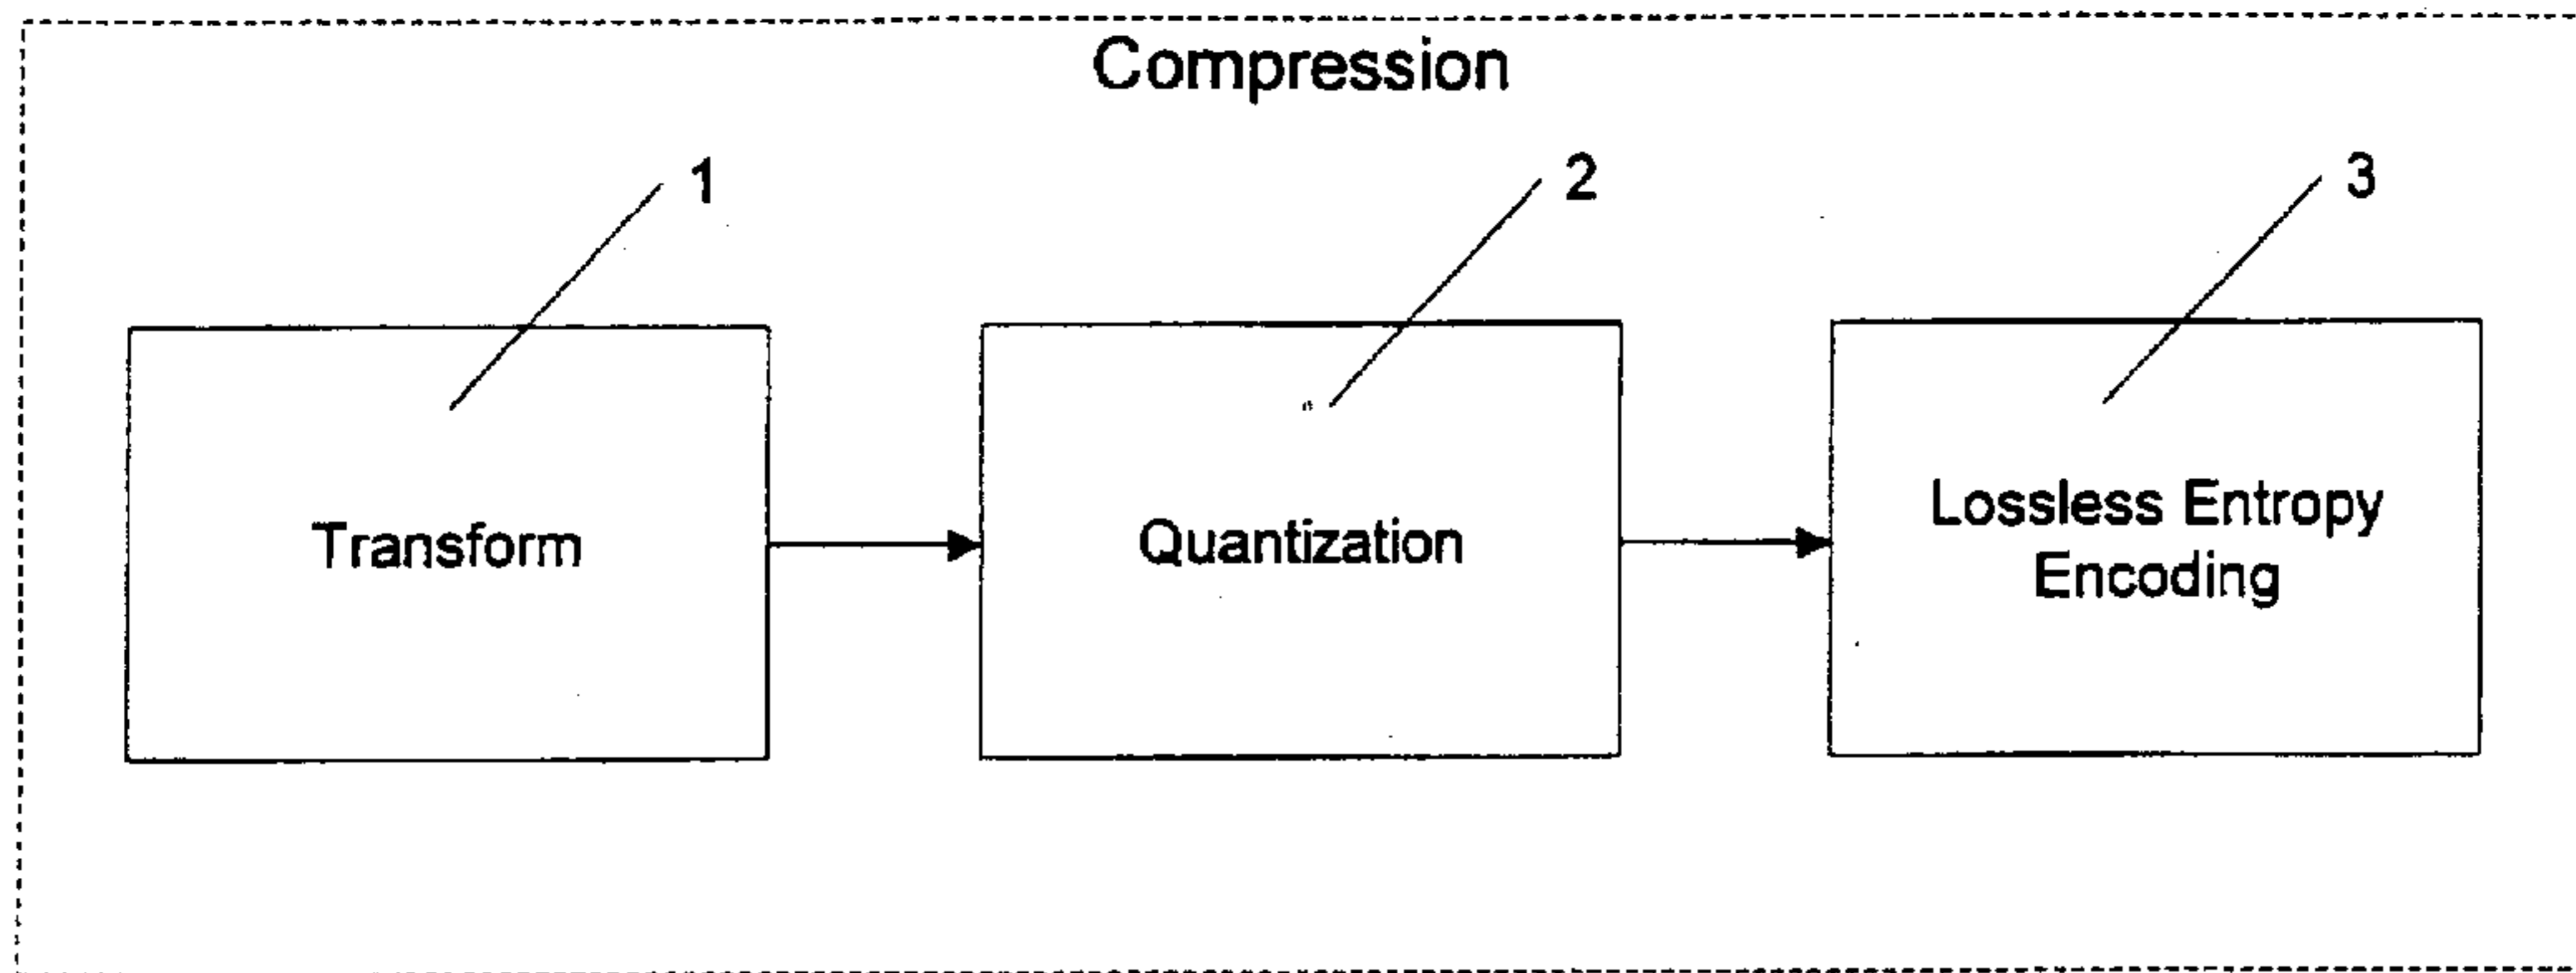 Compression
1
2
3
Transform
Quantization
Lossless Entropy
Encoding